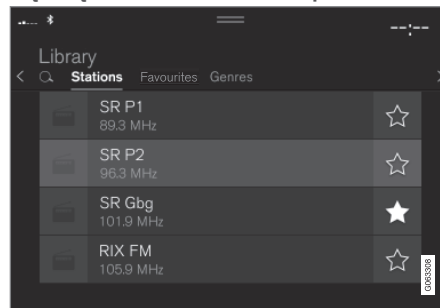 --:--
Library
Stations Favourites Genres
SR P1
89.3 MHz
SR P2
96.3 MHz
SR Gbg
101.9 MHz
RIX FM
105.9 MHz
G063308